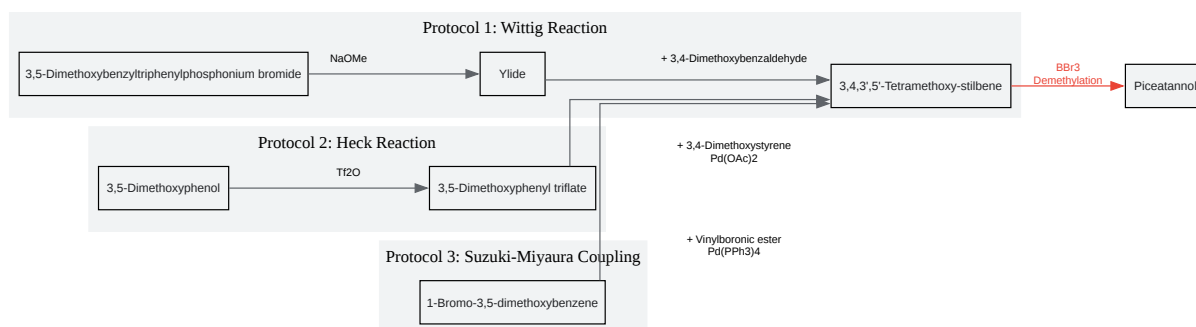 Protocol 1: Wittig Reaction
3,5-Dimethoxybenzyltriphenylphosphonium bromide
NaOMe
Ylide
+ 3,4-Dimethoxybenzaldehyde
3,4,3',5'-Tetramethoxy-stilbene
BBr3
Demethylation
Piceatannol
Protocol 2: Heck Reaction
3,5-Dimethoxyphenol
Tf2O
3,5-Dimethoxyphenyl triflate
+ 3,4-Dimethoxystyrene
Pd(OAc)2
+ Vinylboronic ester
Pd(PPh3)4
Protocol 3: Suzuki-Miyaura Coupling
1-Bromo-3,5-dimethoxybenzene